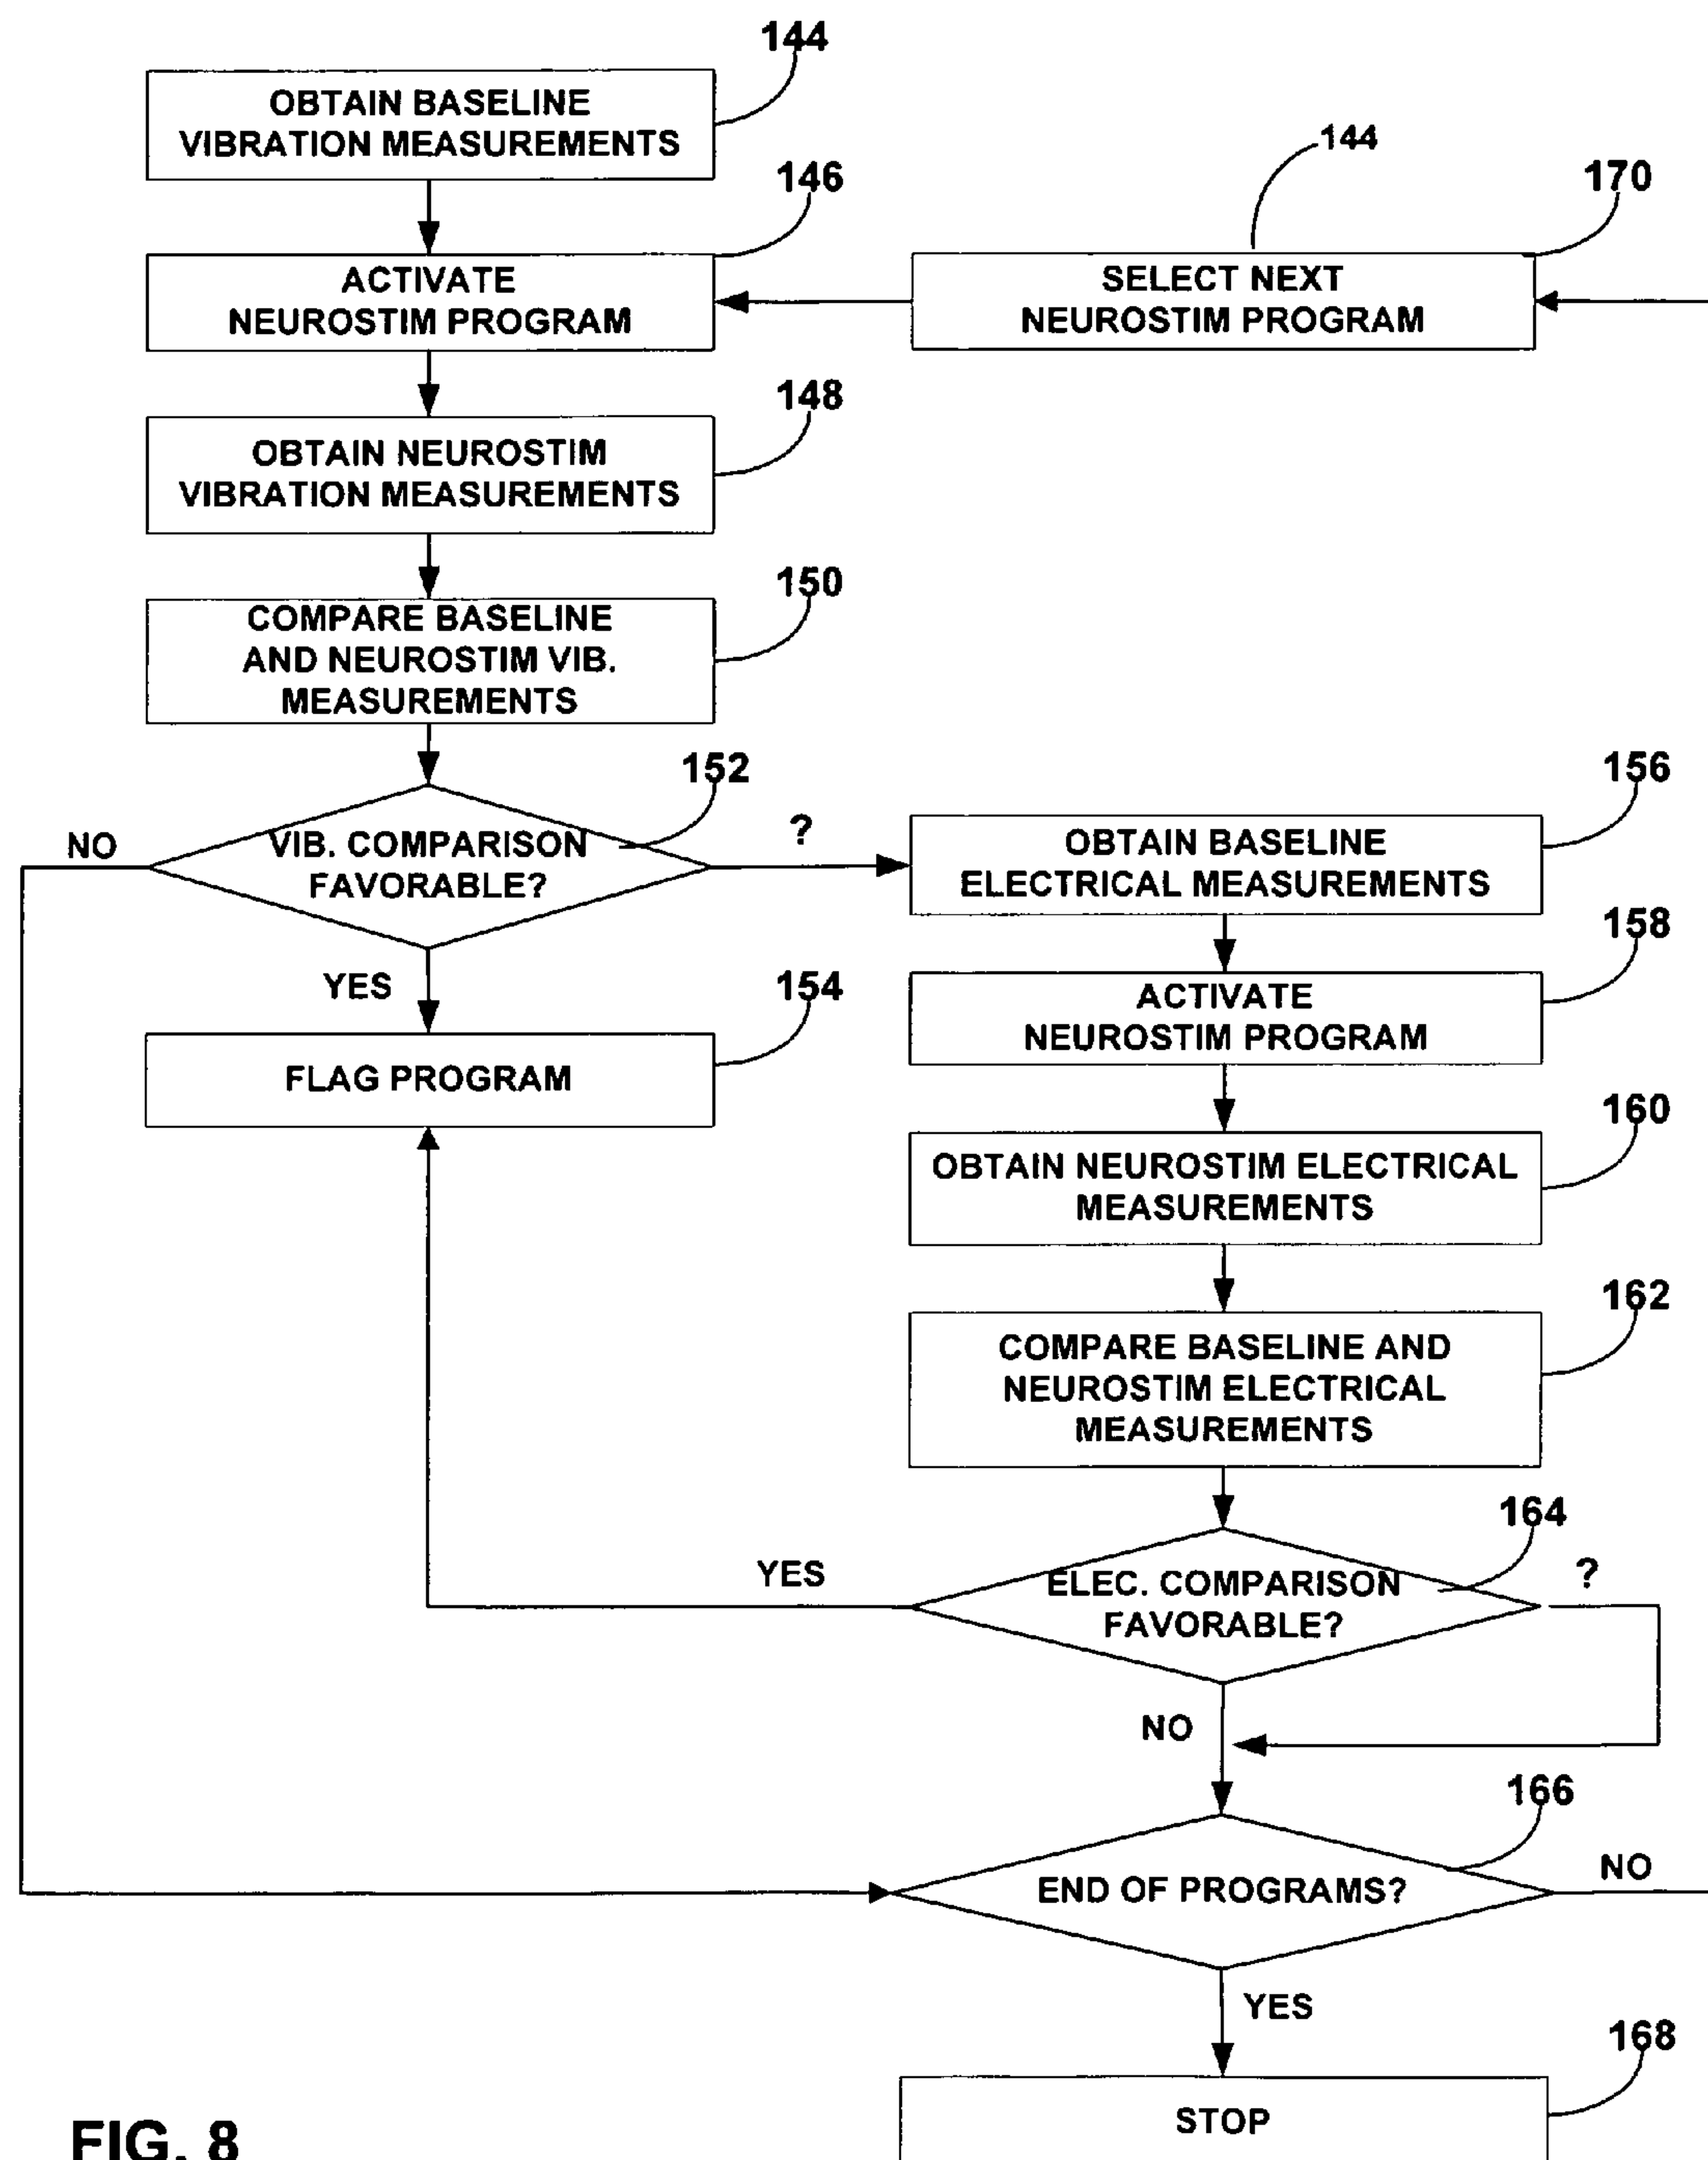 144
OBTAIN BASELINE
VIBRATION MEASUREMENTS
144
146
170
ACTIVATE
NEUROSTIM PROGRAM
SELECT NEXT
NEUROSTIM PROGRAM
148
OBTAIN NEUROSTIM
VIBRATION MEASUREMENTS
150
COMPARE BASELINE
AND NEUROSTIM VIB.
MEASUREMENTS
152
NO
VIB. COMPARISON
FAVORABLE?
?
YES
154
FLAG PROGRAM
156
OBTAIN BASELINE
ELECTRICAL MEASUREMENTS
158
ACTIVATE
NEUROSTIM PROGRAM
160
OBTAIN NEUROSTIM ELECTRICAL
MEASUREMENTS
162
COMPARE BASELINE AND
NEUROSTIM ELECTRICAL
MEASUREMENTS
164
YES
ELEC. COMPARISON
FAVORABLE?
?
NO
166
END OF PROGRAMS?
NO
YES
168
STOP
FIG. 8